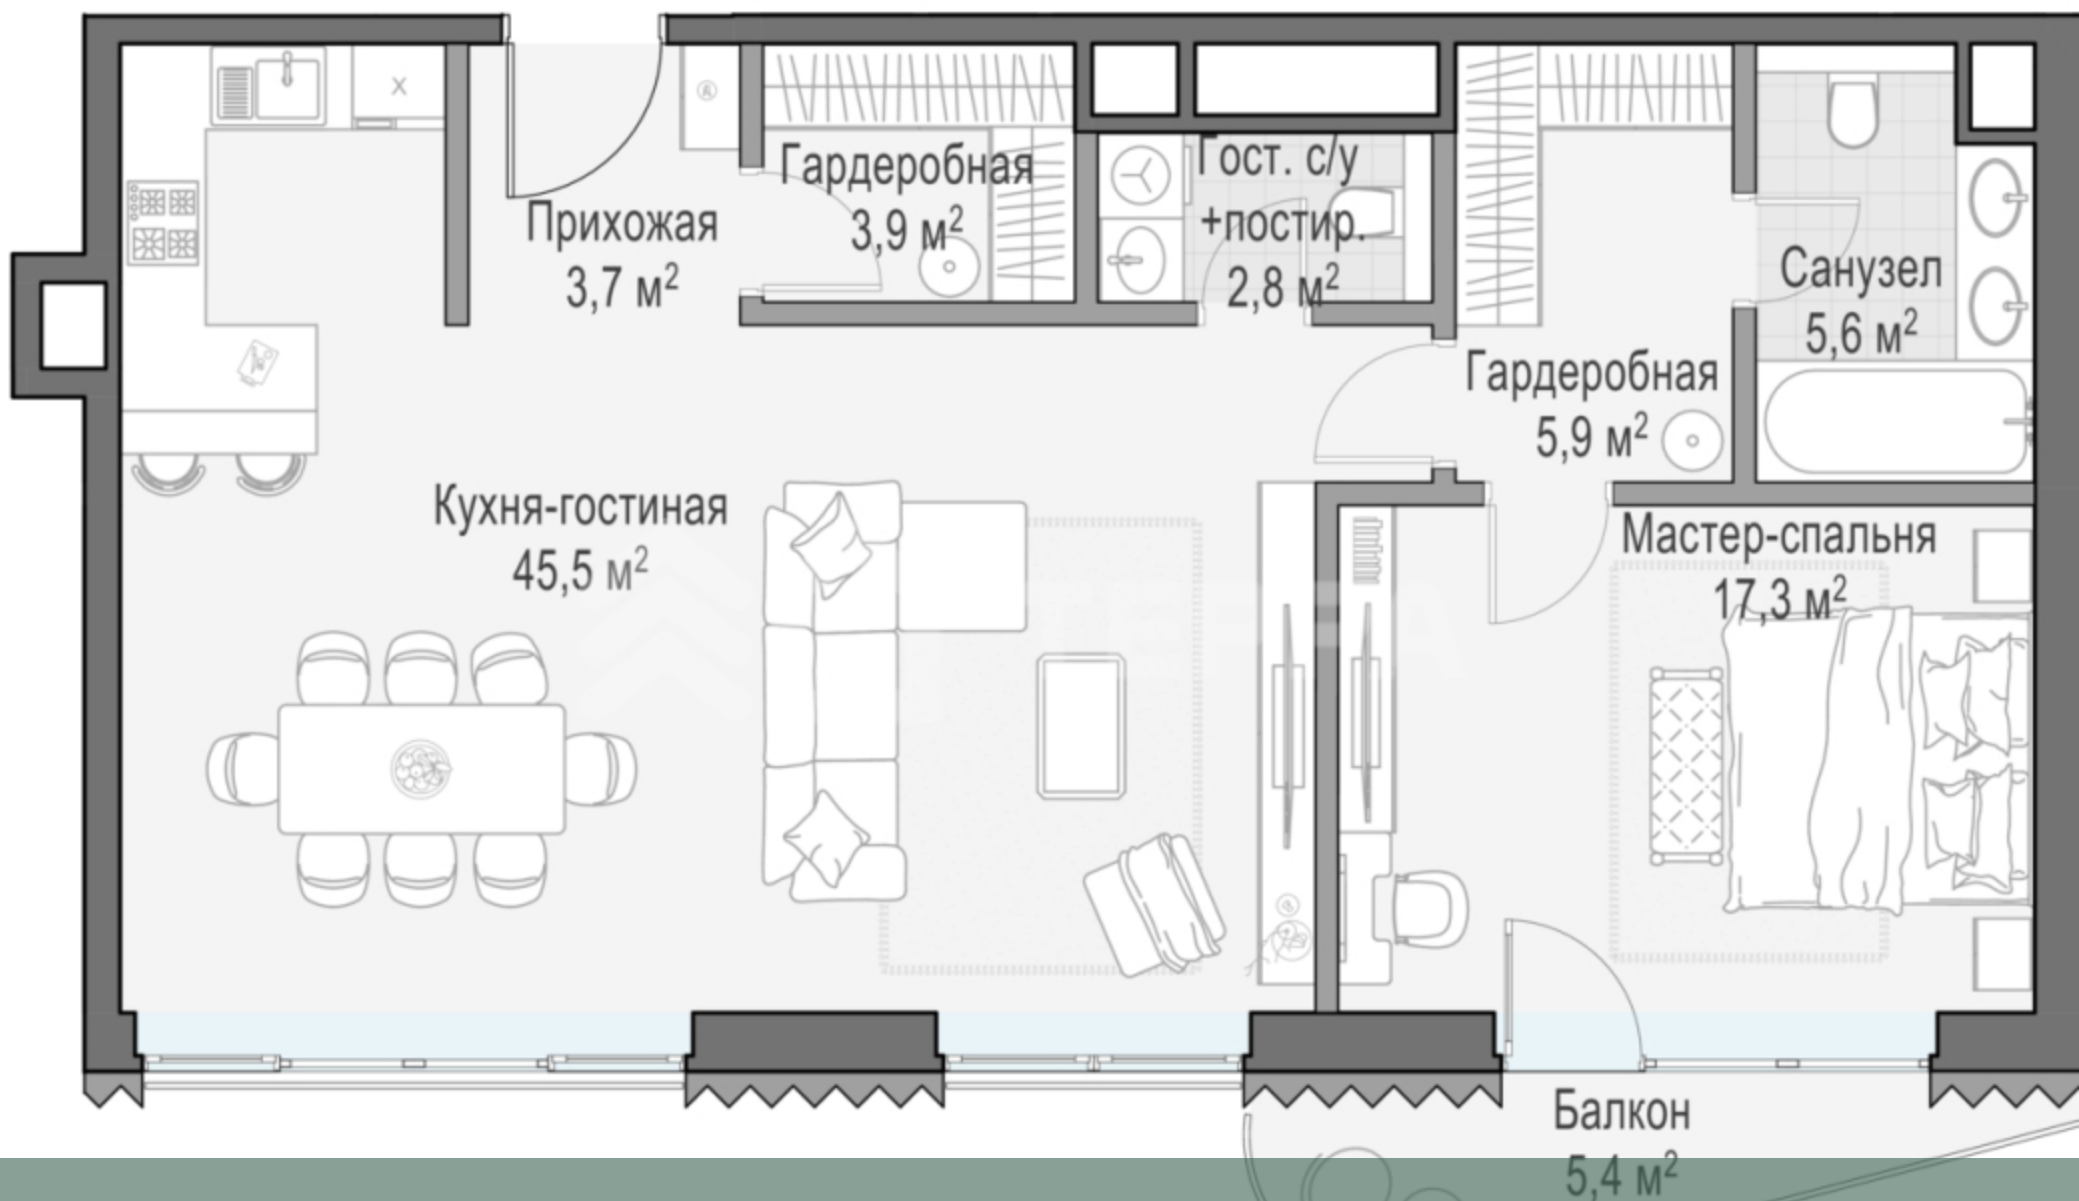 Гардеробная
3,9 м²
Гост. с/у
+постир.
2,8 м²
Прихожая
3,7 м²
Санузел
5,6 м²
Гардеробная
5,9 м²
Кухня-гостиная
45,5 м²
Мастер-спальня
17,3 м²
Балкон
5,4 м²